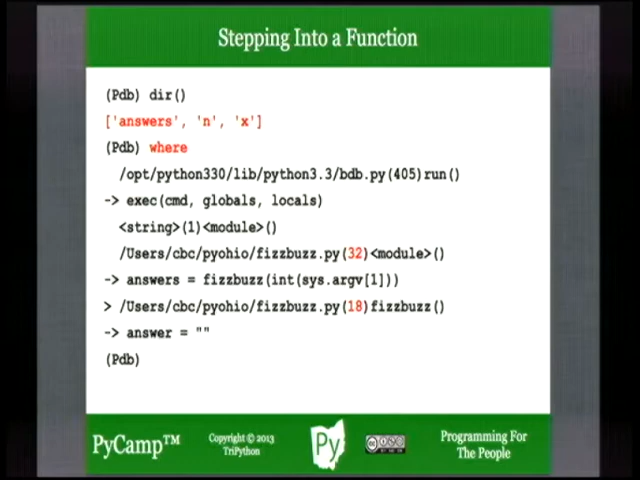 Stepping Into a Function
(Pdb) dir()
['answers', 'n', 'x']
(Pdb) where
/opt/python330/lib/python3.3/bdb.py(405)run()
-> exec(cmd, globals, locals)
<string>(1)<module>()
/Users/cbc/pyohio/fizzbuzz.py(32)<module>()
-> answers = fizzbuzz(int(sys.argv[1]))
> /Users/cbc/pyohio/fizzbuzz.py(18)fizzbuzz()
-> answer = ""
(Pdb)
PyCamp™
Copyright © 2013
TriPython
Py
Programming For
The People